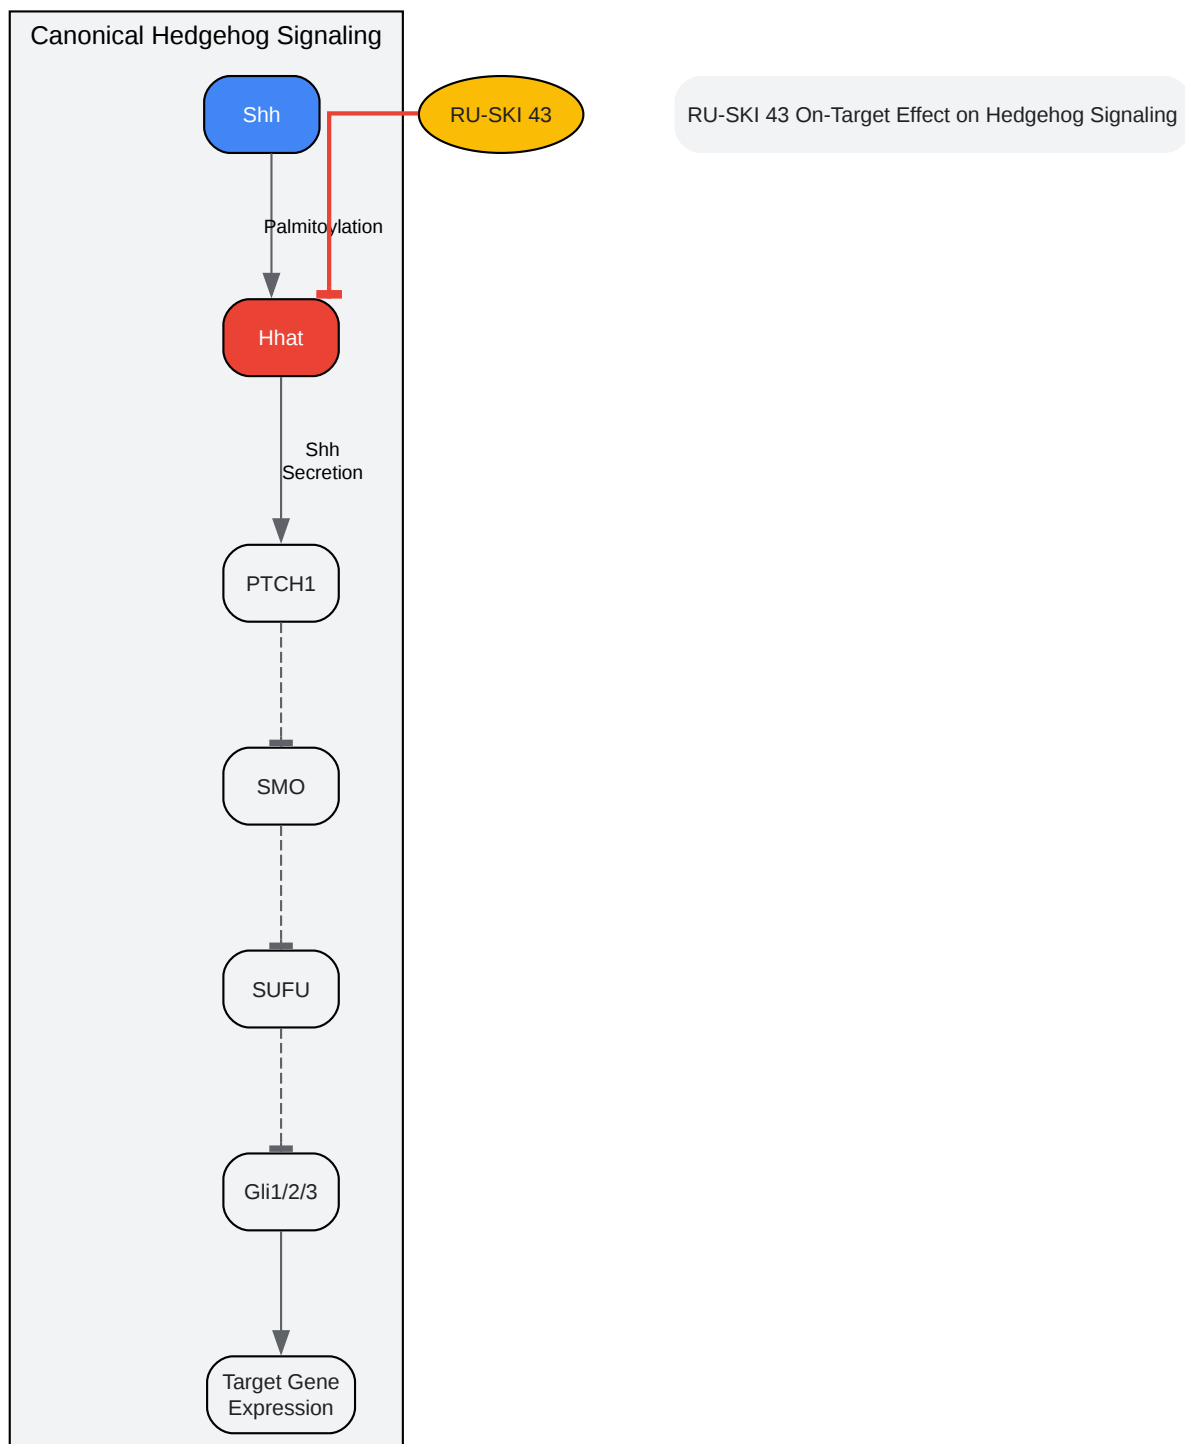 Canonical Hedgehog Signaling
Shh
RU-SKI 43
RU-SKI 43 On-Target Effect on Hedgehog Signaling
Palmitoylation
Hhat
Shh
Secretion
PTCH1
SMO
SUFU
Gli1/2/3
Target Gene
Expression